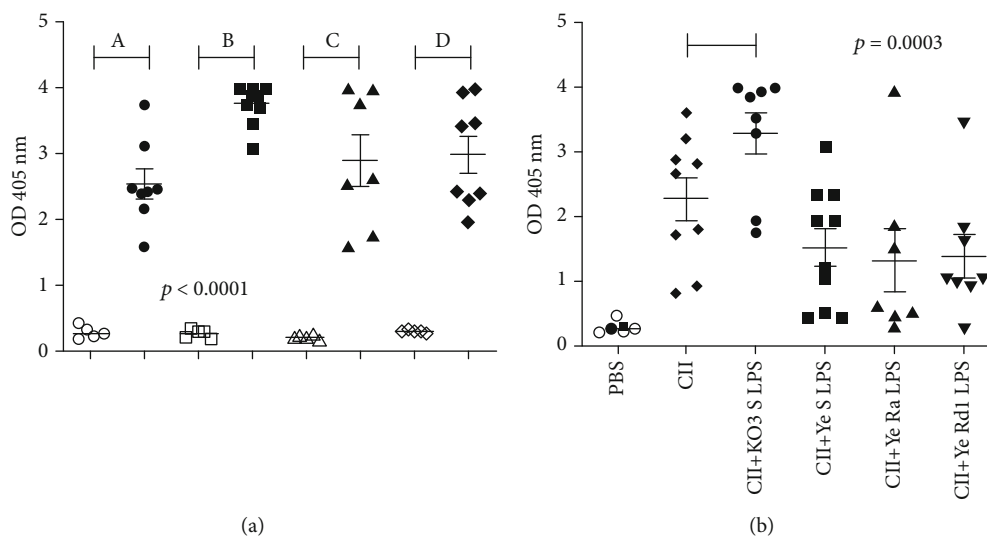 5
4
3
2
1
0
OD 405 nm
A
B
C
D
p < 0.0001
(a)
5
4
3
2
1
0
OD 405 nm
p = 0.0003
PBS
CII
CII+KO3 S LPS
CII+Ye S LPS
CII+Ye Ra LPS
CII+Ye Rd1 LPS
(b)